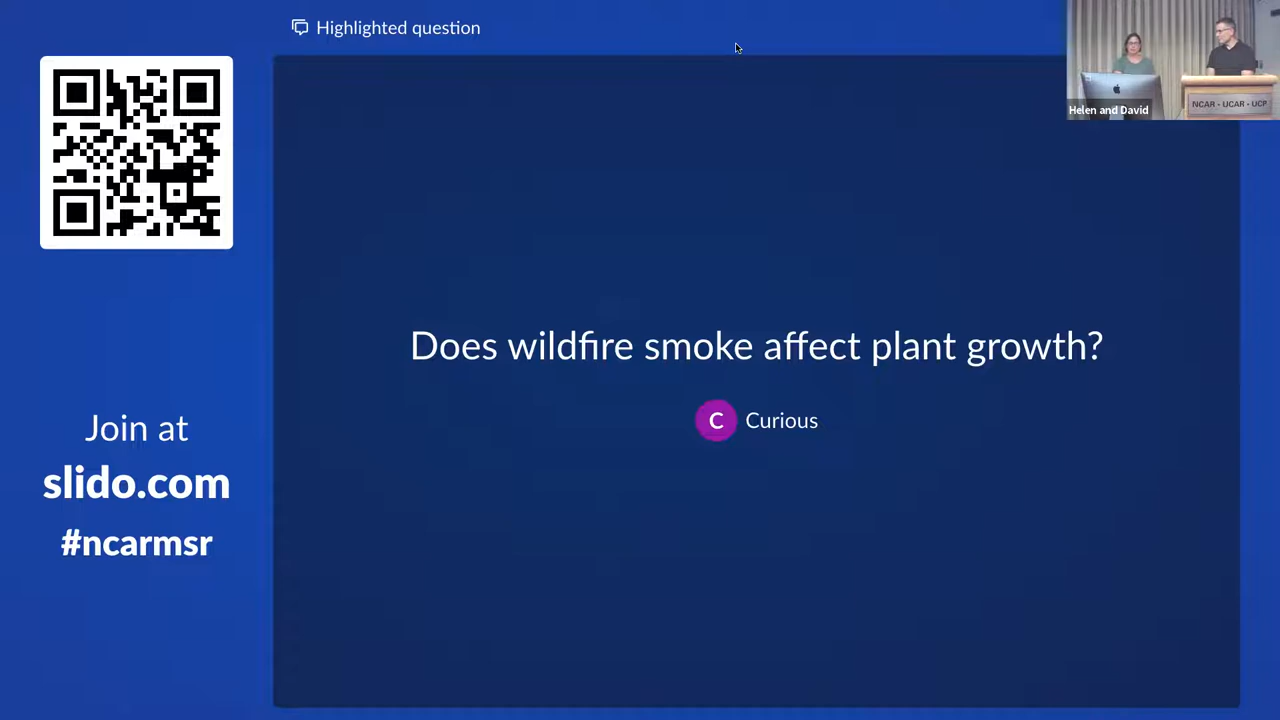 Highlighted question
Helen and David
NCAR • UCAR • UCP
Does wildfire smoke affect plant growth?
C Curious
Join at
slido.com
#ncarmsr